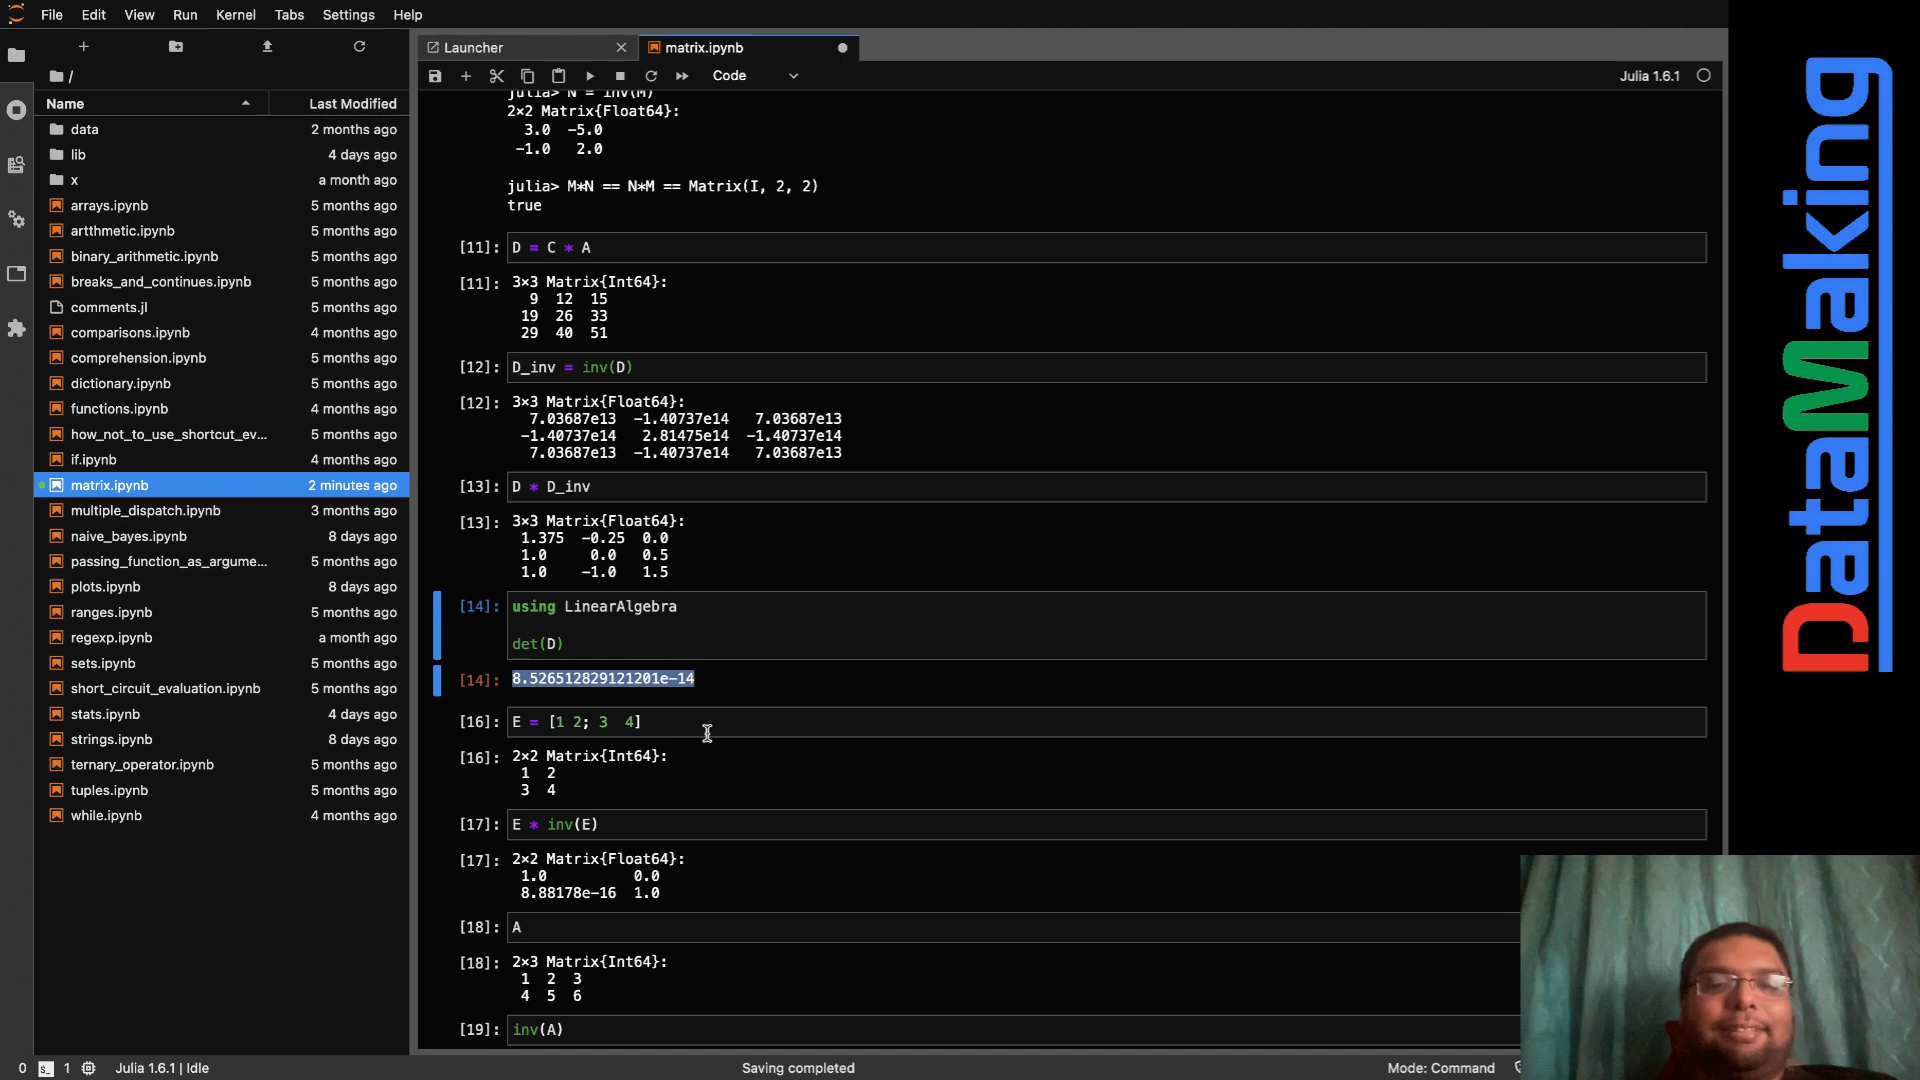 File Edit View Run Kernel Tabs Settings Help
Launcher
matrix.ipynb
Code
Julia 1.6.1
/
Name Last Modified
data 2 months ago
lib 4 days ago
x a month ago
arrays.ipynb 5 months ago
artthmetic.ipynb 5 months ago
binary_arithmetic.ipynb 5 months ago
breaks_and_continues.ipynb 5 months ago
comments.jl 5 months ago
comparisons.ipynb 4 months ago
comprehension.ipynb 5 months ago
dictionary.ipynb 5 months ago
functions.ipynb 4 months ago
how_not_to_use_shortcut_ev... 5 months ago
if.ipynb 4 months ago
matrix.ipynb 2 minutes ago
multiple_dispatch.ipynb 3 months ago
naive_bayes.ipynb 8 days ago
passing_function_as_argume... 5 months ago
plots.ipynb 8 days ago
ranges.ipynb 5 months ago
regexp.ipynb a month ago
sets.ipynb 5 months ago
short_circuit_evaluation.ipynb 5 months ago
stats.ipynb 4 days ago
strings.ipynb 8 days ago
ternary_operator.ipynb 5 months ago
tuples.ipynb 5 months ago
while.ipynb 4 months ago
julia> N = inv(M)
2×2 Matrix{Float64}:
3.0 -5.0
-1.0 2.0
julia> M*N == N*M == Matrix(I, 2, 2)
true
[11]: D = C * A
[11]: 3×3 Matrix{Int64}:
9 12 15
19 26 33
29 40 51
[12]: D_inv = inv(D)
[12]: 3×3 Matrix{Float64}:
7.03687e13 -1.40737e14 7.03687e13
-1.40737e14 2.81475e14 -1.40737e14
7.03687e13 -1.40737e14 7.03687e13
[13]: D * D_inv
[13]: 3×3 Matrix{Float64}:
1.375 -0.25 0.0
1.0 0.0 0.5
1.0 -1.0 1.5
[14]: using LinearAlgebra
det(D)
[14]: 8.526512829121201e-14
[16]: E = [1 2; 3  4]
[16]: 2×2 Matrix{Int64}:
1 2
3 4
[17]: E * inv(E)
[17]: 2×2 Matrix{Float64}:
1.0 0.0
8.88178e-16 1.0
[18]: A
[18]: 2×3 Matrix{Int64}:
1 2 3
4 5 6
[19]: inv(A)
0 1 Julia 1.6.1 | Idle Saving completed Mode: Command
DataMaking